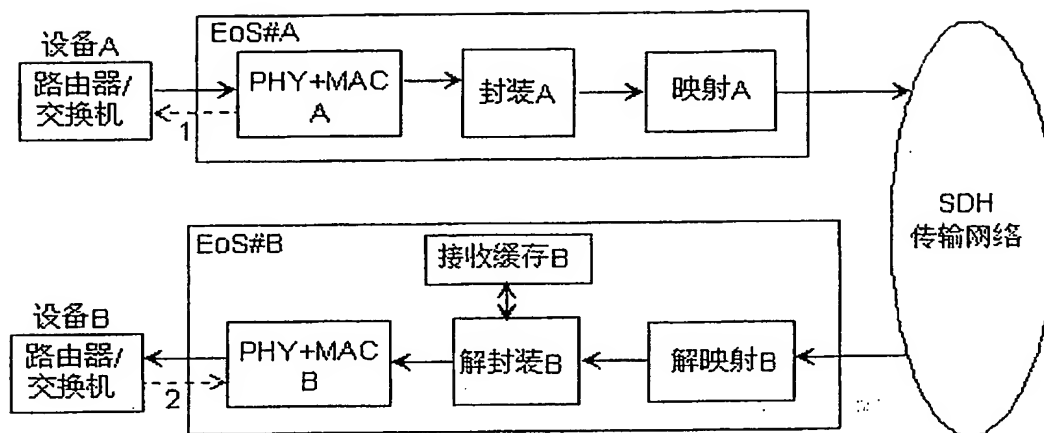 EoS#A
设备A
路由器/
交换机
1
PHY+MAC
A
封装A
映射A
SDH
传输网络
EoS#B
接收缓存B
设备B
路由器/
交换机
2
PHY+MAC
B
解封装B
解映射B